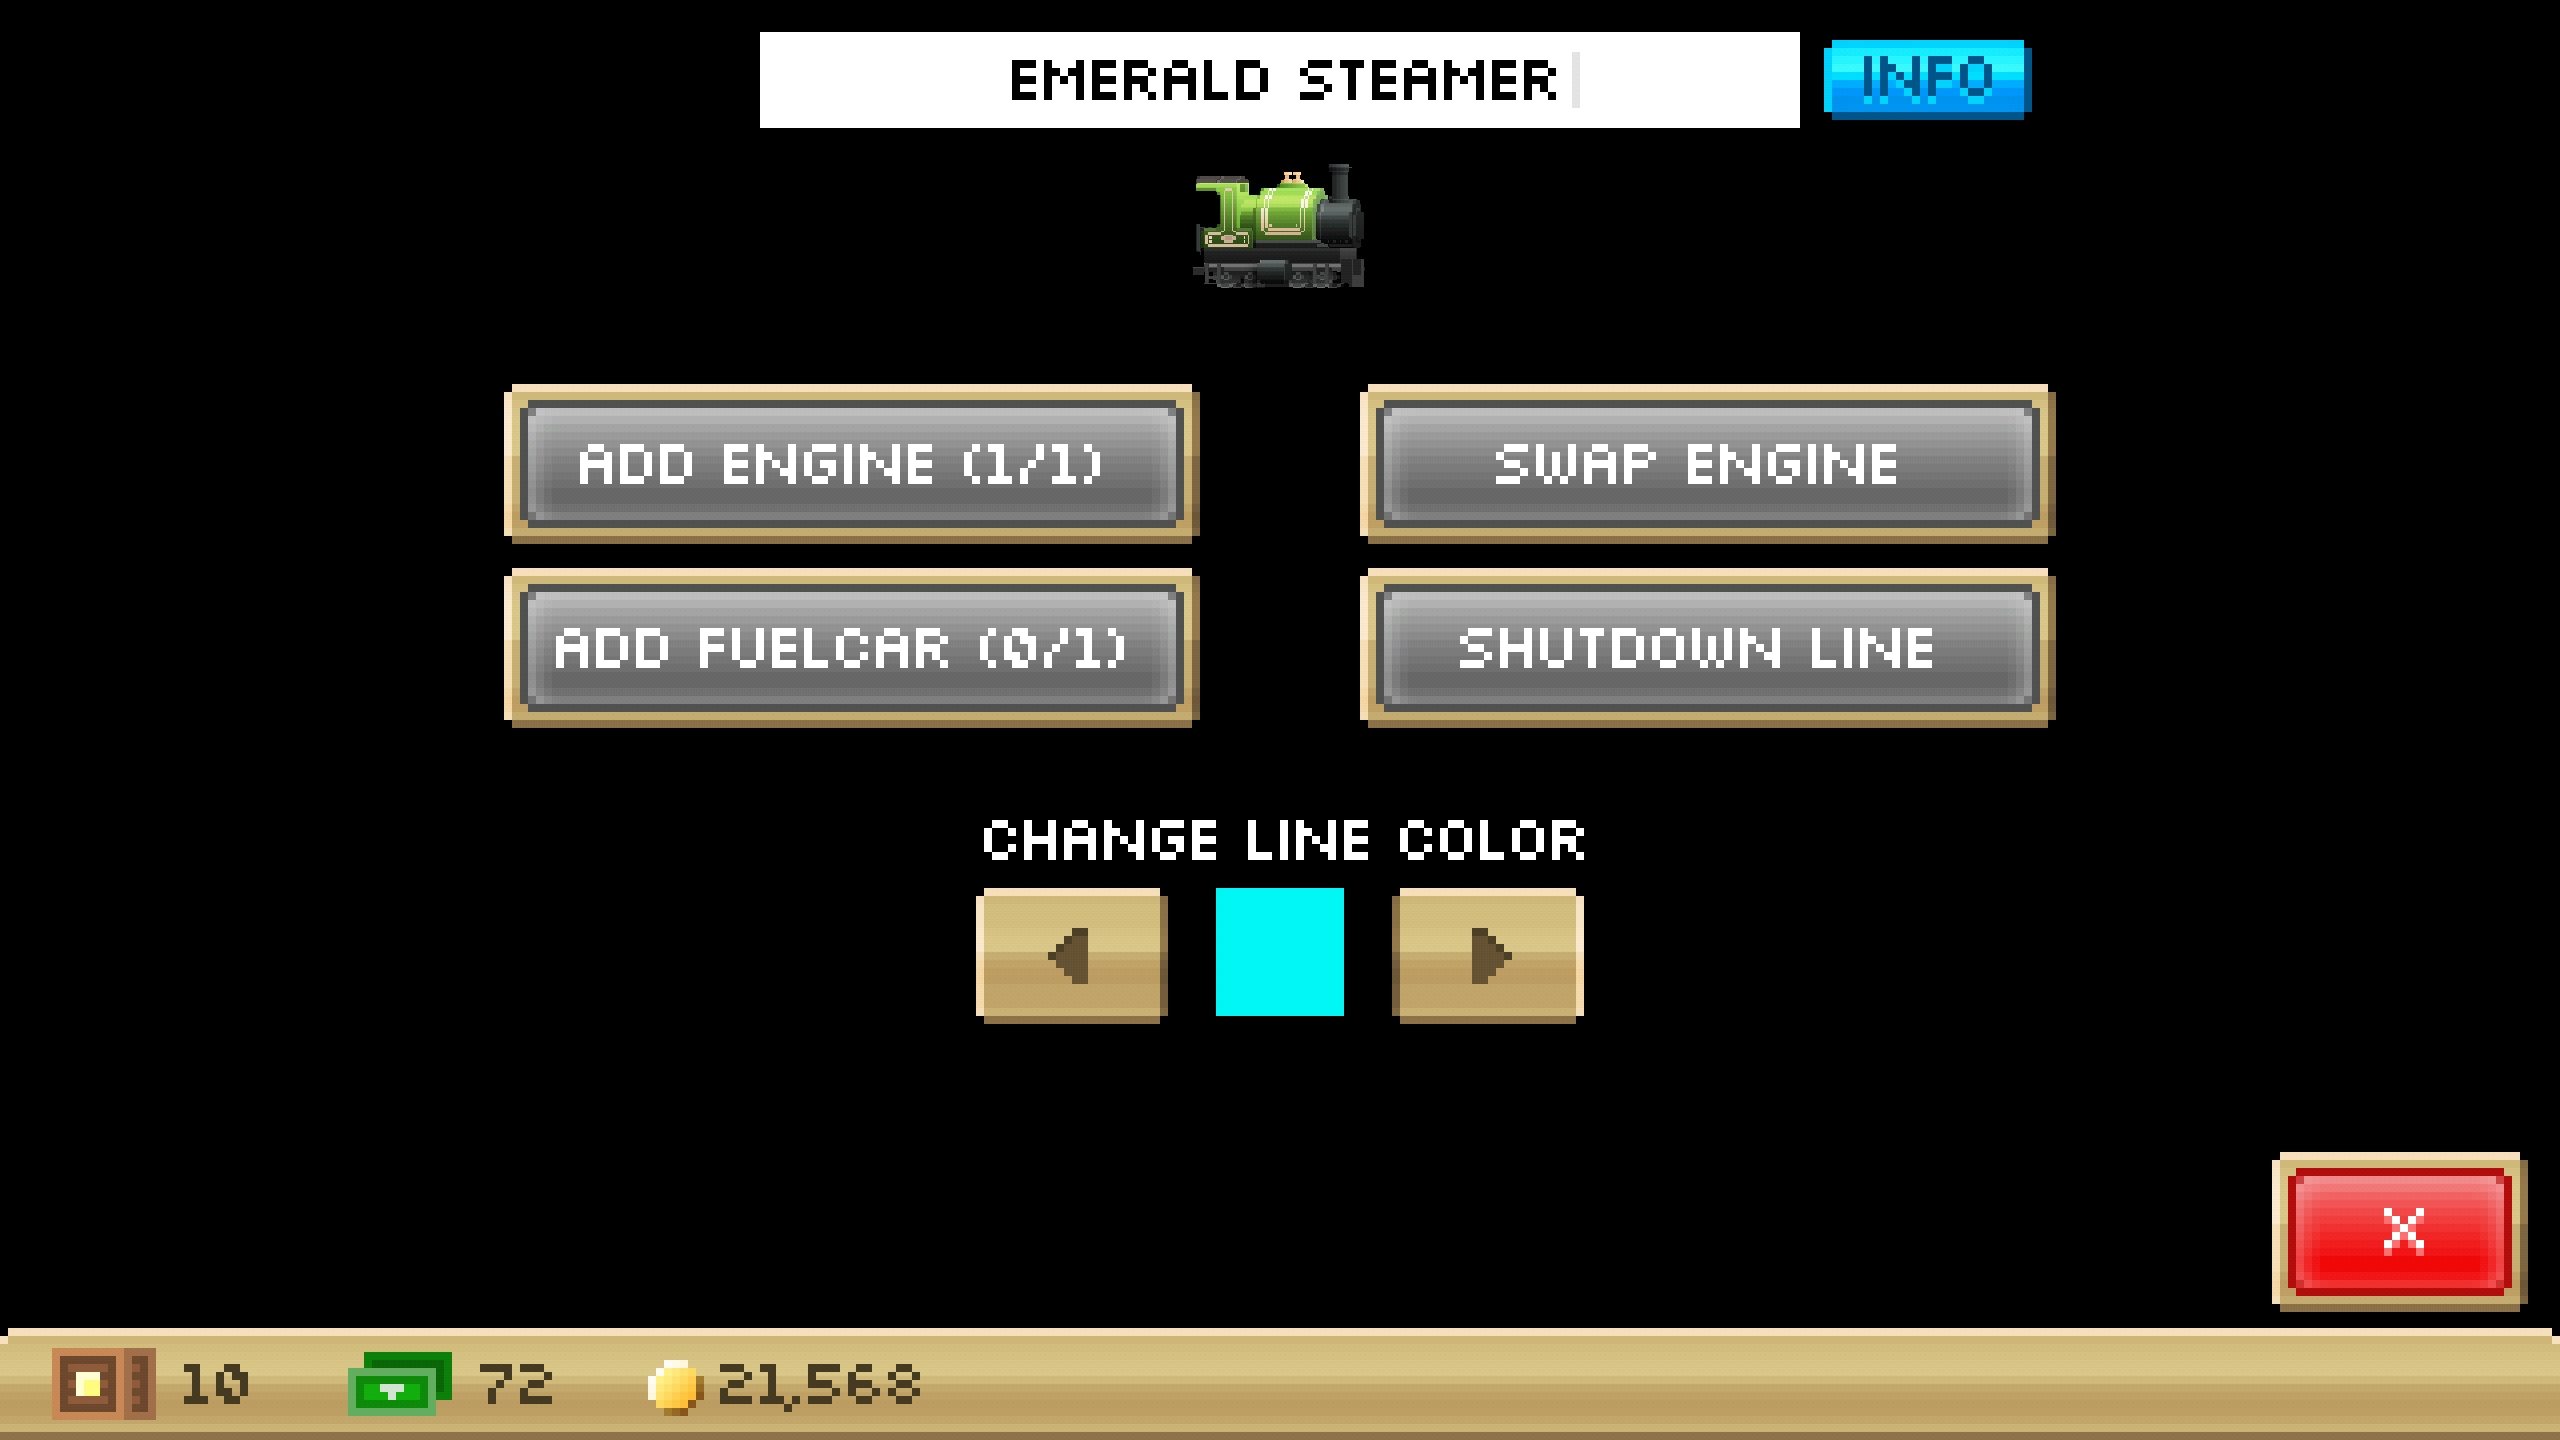 EMERALD STEAMER
INFO
ADD ENGINE (1/1)
SWAP ENGINE
ADD FUELCAR (0/1)
SHUTDOWN LINE
CHANGE LINE COLOR
X
10 72 21,568